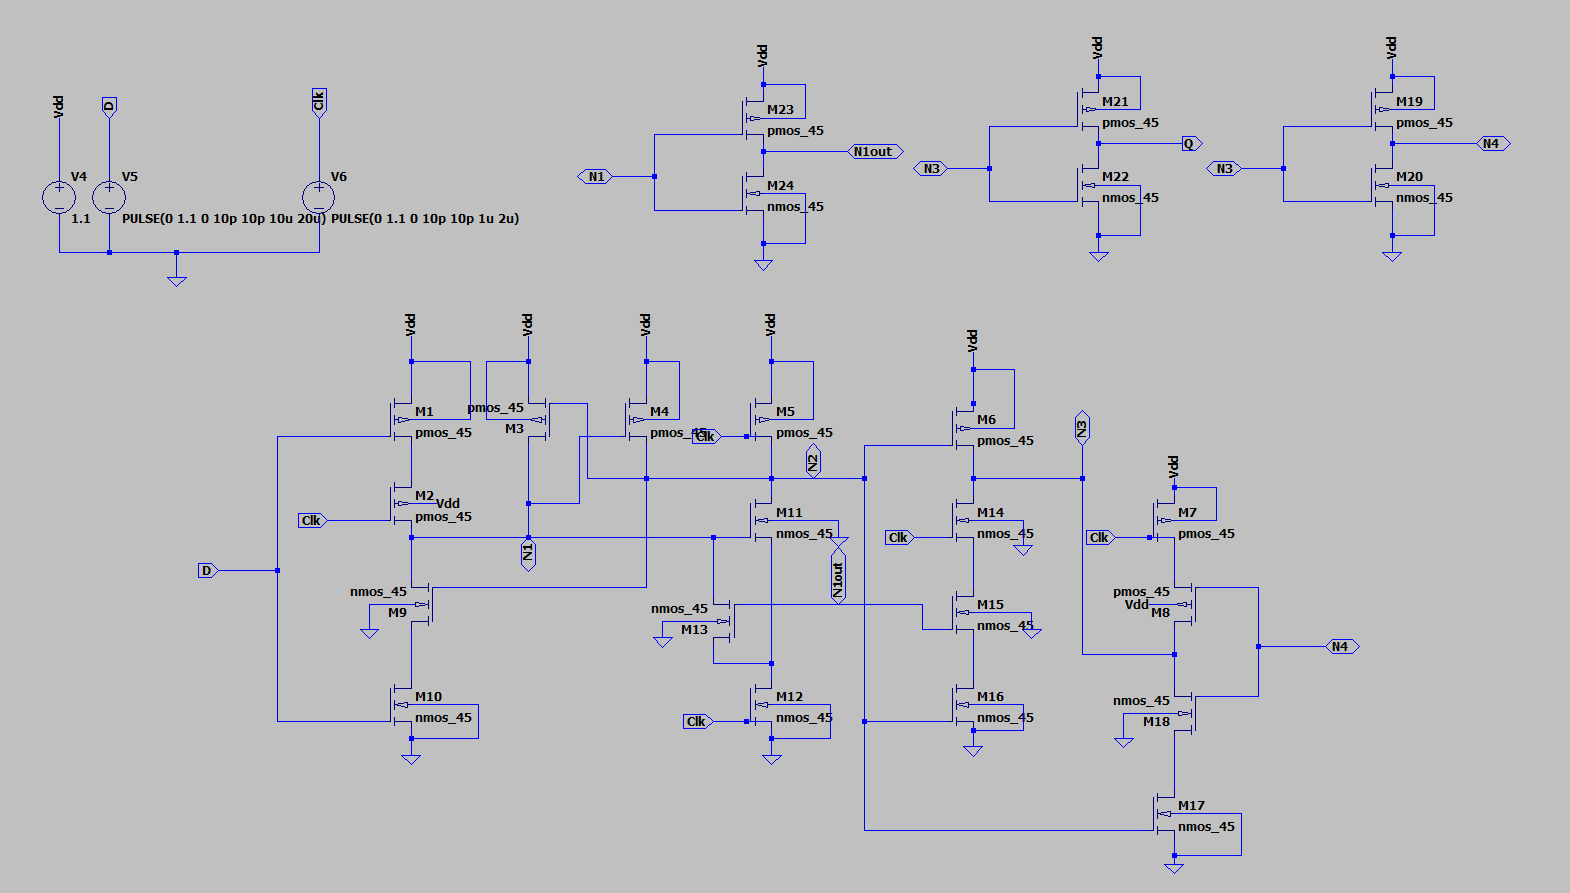 Vdd
D
Clk
V4
V5
V6
1.1
PULSE(0 1.1 0 10p 10p 10u 20u)
PULSE(0 1.1 0 10p 10p 1u 2u)
Vdd
M23
pmos_45
N1out
N1
M24
nmos_45
Vdd
M21
pmos_45
Q
N3
M22
nmos_45
Vdd
M19
pmos_45
N4
N3
M20
nmos_45
Vdd
M1
pmos_45
M2
Vdd
pmos_45
Clk
D
nmos_45
M9
M10
nmos_45
Vdd
pmos_45
M3
N1
Vdd
M4
pmos_45
Vdd
M5
Clk
pmos_45
N2
M11
nmos_45
N1out
nmos_45
M13
M12
Clk
nmos_45
Vdd
M6
pmos_45
N3
M14
Clk
nmos_45
M15
nmos_45
M16
nmos_45
Vdd
M7
Clk
pmos_45
pmos_45
Vdd
M8
N4
nmos_45
M18
M17
nmos_45